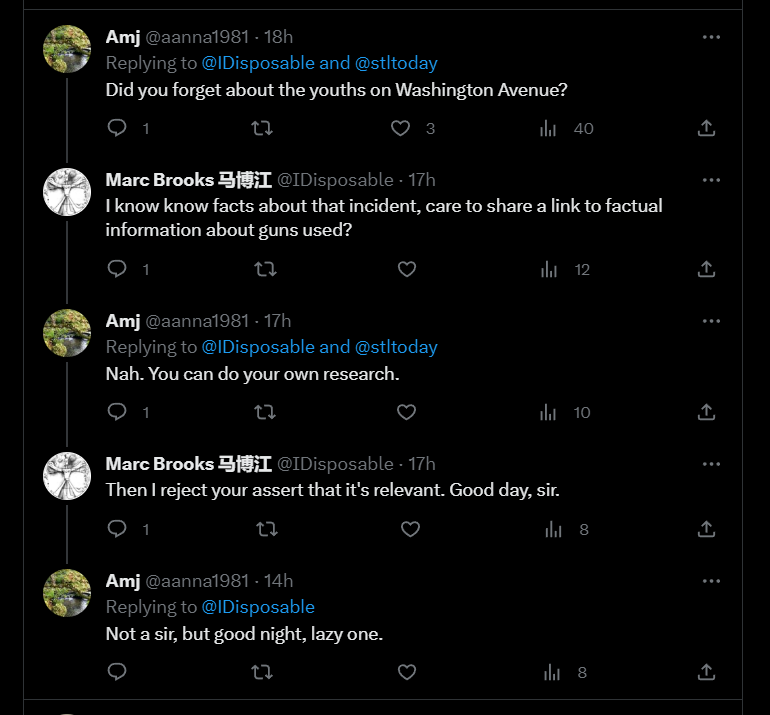 Amj @aanna1981 · 18h
Replying to @IDisposable and @stltoday
Did you forget about the youths on Washington Avenue?
1 3 40
Marc Brooks 马博江 @IDisposable · 17h
I know know facts about that incident, care to share a link to factual
information about guns used?
1 12
Amj @aanna1981 · 17h
Replying to @IDisposable and @stltoday
Nah. You can do your own research.
1 10
Marc Brooks 马博江 @IDisposable · 17h
Then I reject your assert that it's relevant. Good day, sir.
1 8
Amj @aanna1981 · 14h
Replying to @IDisposable
Not a sir, but good night, lazy one.
8